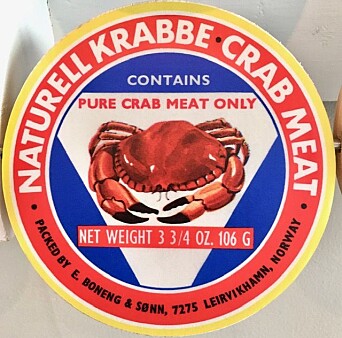 NATURELL KRABBE • CRAB MEAT
CONTAINS
PURE CRAB MEAT ONLY
NET WEIGHT 3 3/4 OZ. 106 G
• PACKED BY E. BONENG & SØNN, 7275 LEIRVIKHAMN, NORWAY •